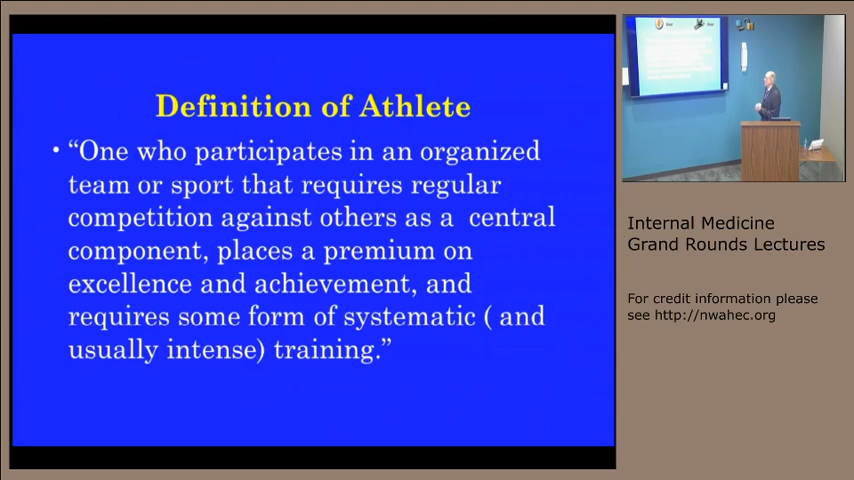 Definition of Athlete
• “One who participates in an organized
team or sport that requires regular
competition against others as a central
component, places a premium on
excellence and achievement, and
requires some form of systematic ( and
usually intense) training.”
Internal Medicine
Grand Rounds Lectures
For credit information please
see http://nwahec.org